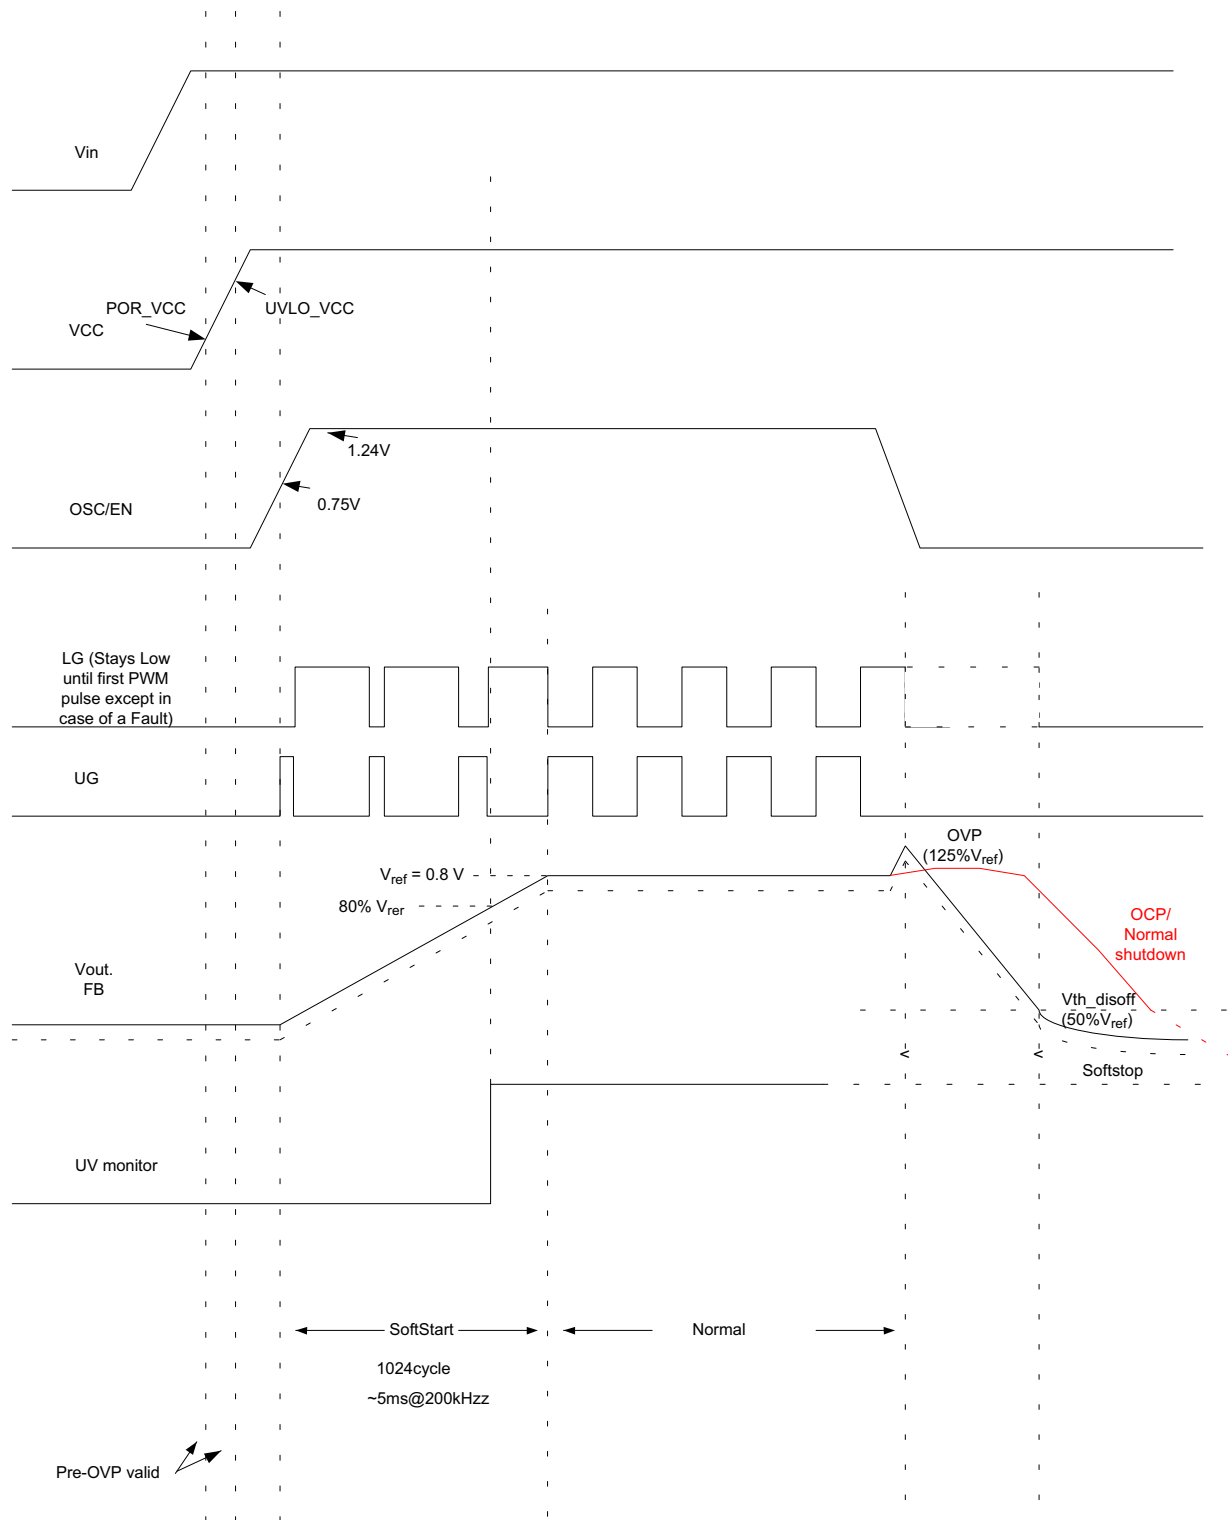 Vin
POR_VCC
UVLO_VCC
VCC
1.24V
0.75V
OSC/EN
LG (Stays Low
until first PWM
pulse except in
case of a Fault)
UG
OVP
(125%Vref)
Vref = 0.8 V
80% Vrer
OCP/
Normal
shutdown
Vout.
FB
Vth_disoff
(50%Vref)
Softstop
UV monitor
SoftStart
Normal
1024cycle
~5ms@200kHzz
Pre-OVP valid